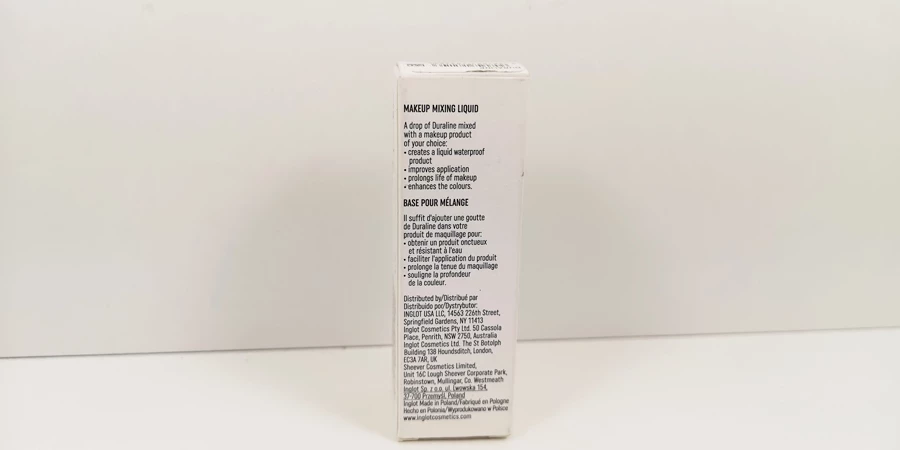 MAKEUP MIXING LIQUID
A drop of Duraline mixed
with a makeup product
of your choice:
• creates a liquid waterproof
product
• improves application
• prolongs life of makeup
• enhances the colours.
BASE POUR MÉLANGE
Il suffit d'ajouter une goutte
de Duraline dans votre
produit de maquillage pour:
• obtenir un produit onctueux
et résistant à l'eau
• faciliter l'application du produit
• prolonge la tenue du maquillage
• souligne la profondeur
de la couleur.
Distributed by/Distribué par
Distribuido por/Dystrybutor:
INGLOT USA LLC, 14563 226th Street,
Springfield Gardens, NY 11413
Inglot Cosmetics Pty Ltd. 50 Cassola
Place, Penrith, NSW 2750, Australia
Inglot Cosmetics Ltd. The St Botolph
Building 138 Houndsditch, London,
EC3A 7AR, UK
Sheever Cosmetics Limited,
Unit 16C Lough Sheever Corporate Park,
Robinstown, Mullingar, Co. Westmeath
Inglot Sp. z o.o. ul. Lwowska 154,
37-700 Przemyśl, Poland
Inglot Made in Poland/Fabriqué en Pologne
Hecho en Polonia/Wyprodukowano w Polsce
www.inglotcosmetics.com